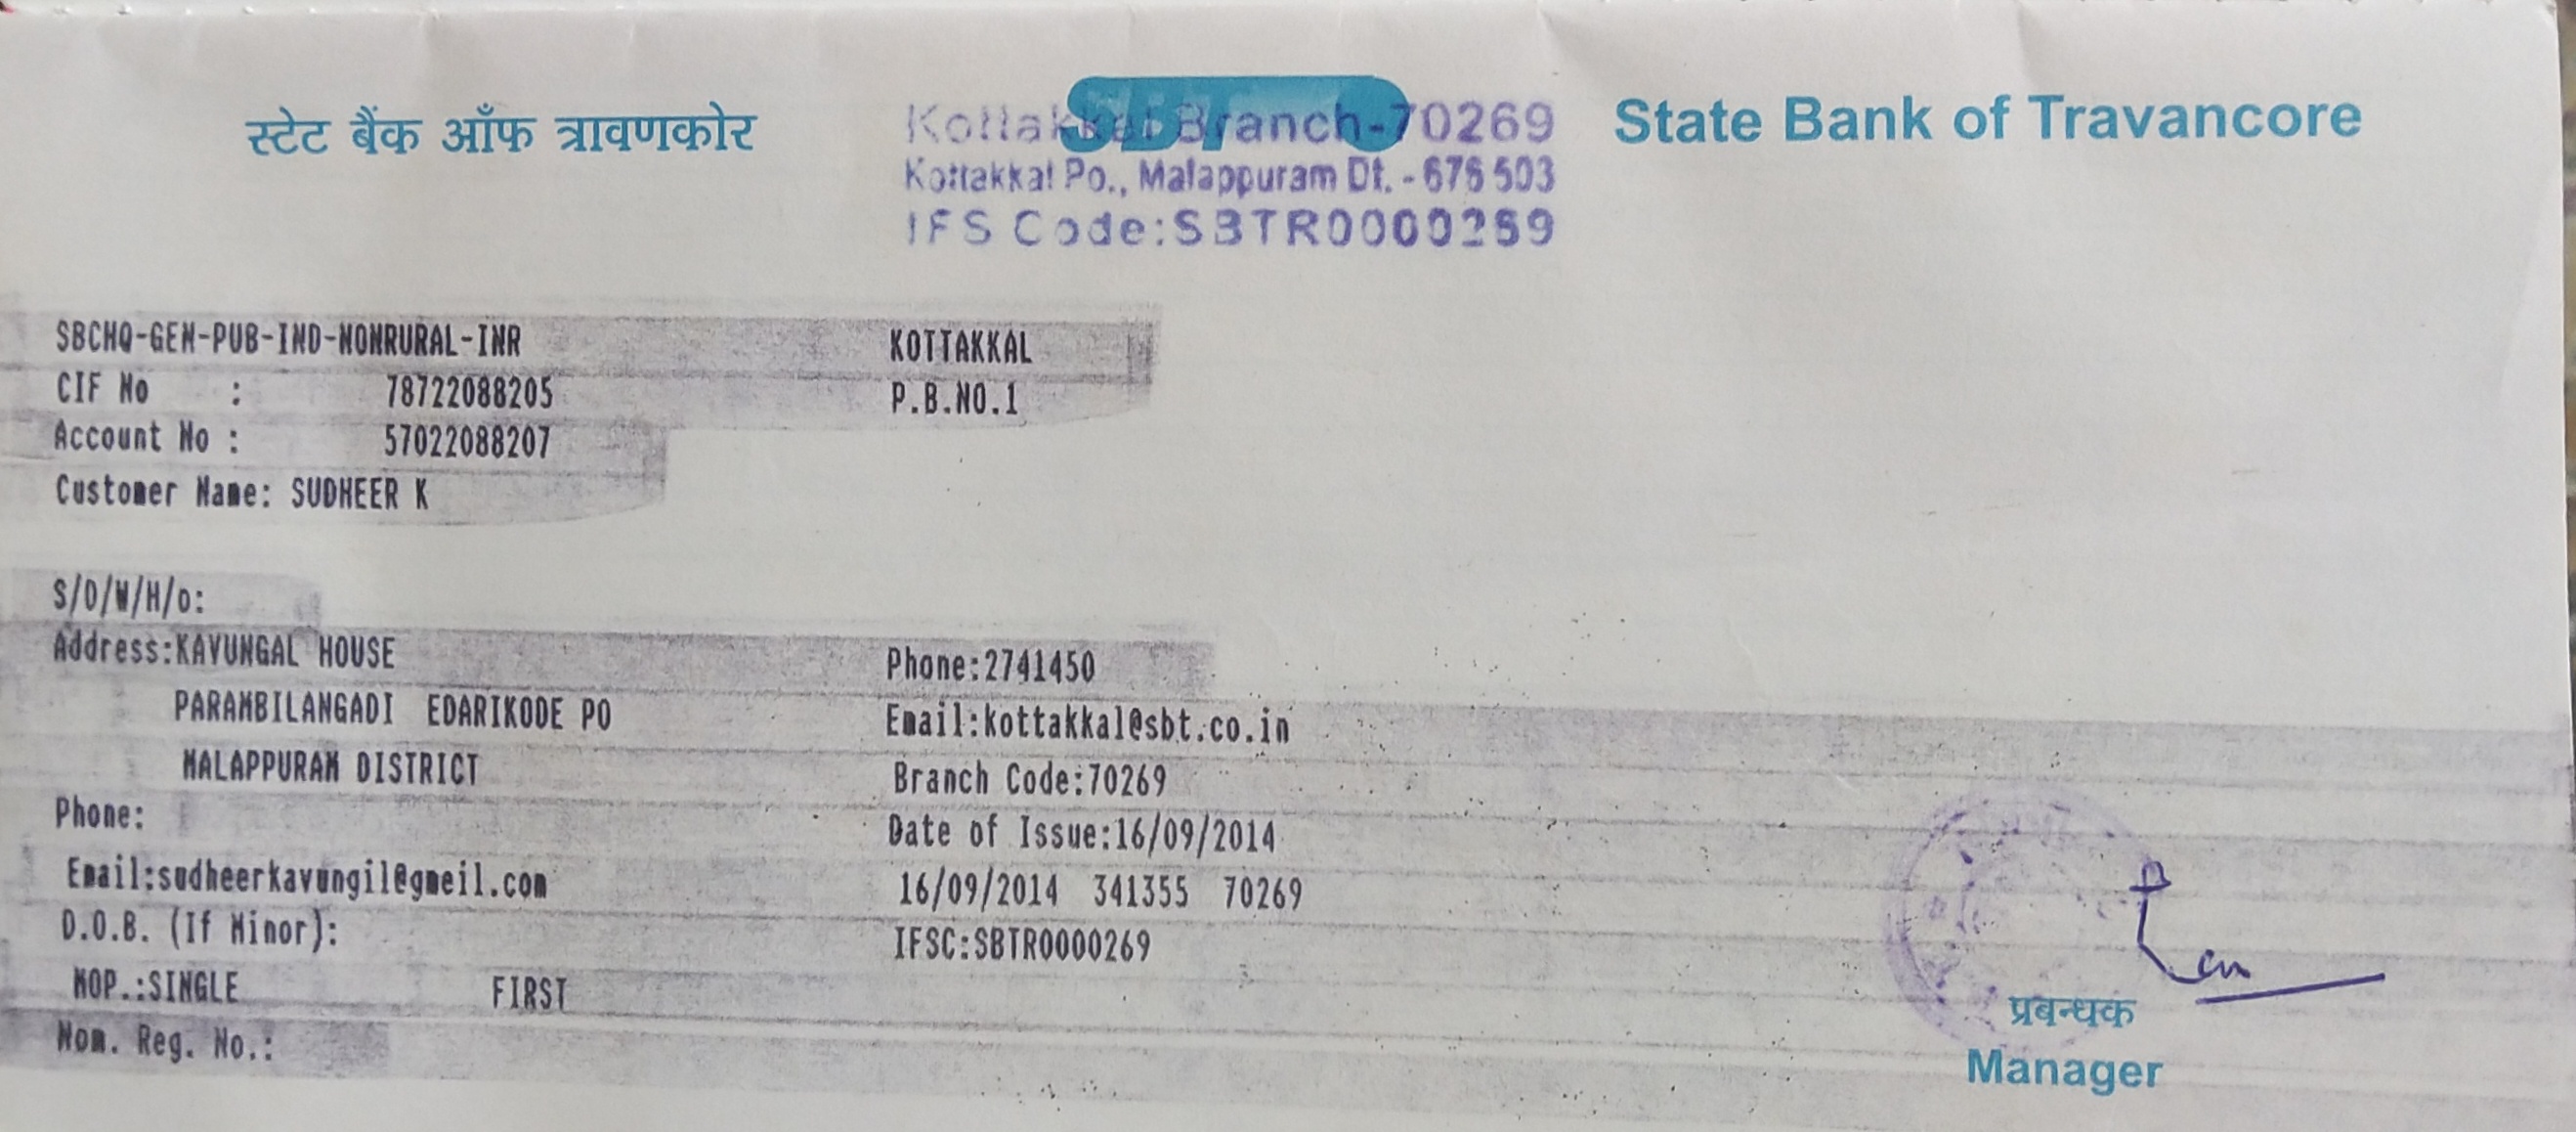 स्टेट बैंक आँफ त्रावणकोर
SBT
State Bank of Travancore
Kottakkal Branch-70269
Kottakkal Po., Malappuram Dt. - 676 503
IFS Code:SBTR0000269
SBCHQ-GEN-PUB-IND-NONRURAL-INR KOTTAKKAL
CIF No : 78722088205 P.B.NO.1
Account No : 57022088207
Customer Name: SUDHEER K
S/D/W/H/o:
Address:KAVUNGAL HOUSE Phone:2741450
PARAMBILANGADI EDARIKODE PO Email:kottakkal@sbt.co.in
MALAPPURAM DISTRICT Branch Code:70269
Phone: Date of Issue:16/09/2014
Email:sudheerkavungil@gmeil.com 16/09/2014 341355 70269
D.O.B. (If Minor): IFSC:SBTR0000269
MOP.:SINGLE FIRST
Nom. Reg. No.:
प्रबन्धक
Manager